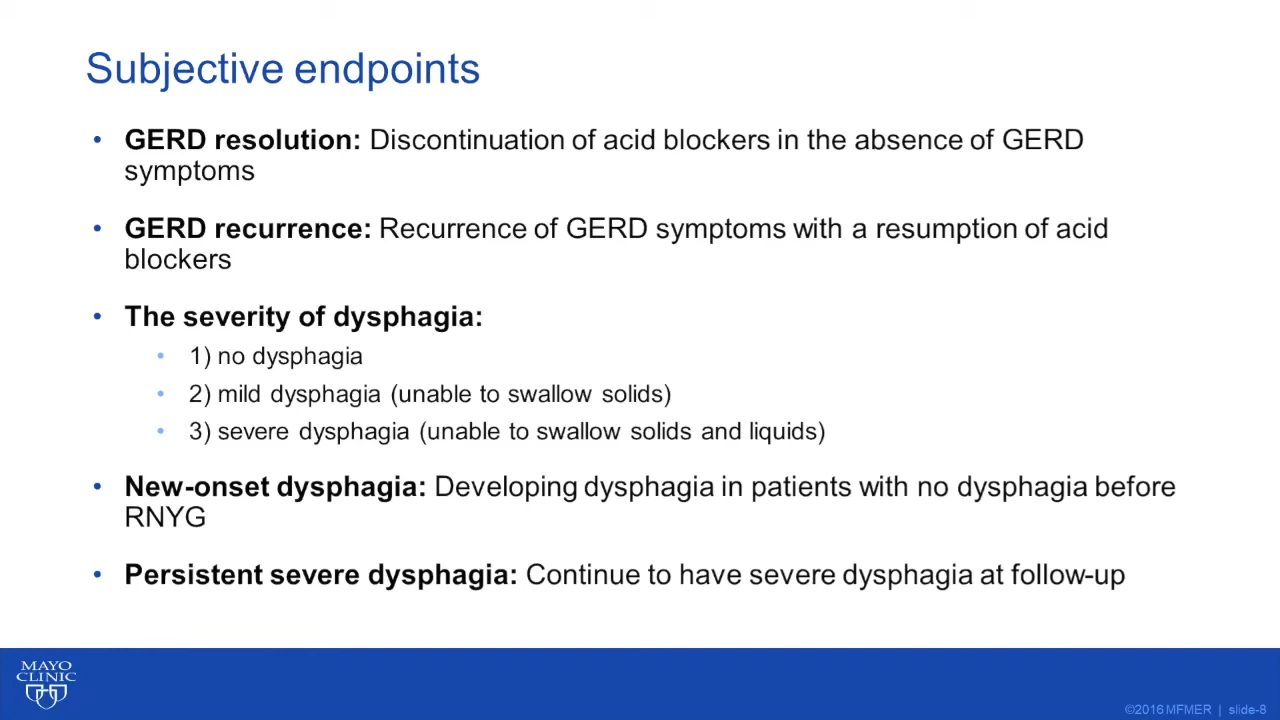 Subjective endpoints
• GERD resolution: Discontinuation of acid blockers in the absence of GERD
symptoms
• GERD recurrence: Recurrence of GERD symptoms with a resumption of acid
blockers
• The severity of dysphagia:
• 1) no dysphagia
• 2) mild dysphagia (unable to swallow solids)
• 3) severe dysphagia (unable to swallow solids and liquids)
• New-onset dysphagia: Developing dysphagia in patients with no dysphagia before
RNYG
• Persistent severe dysphagia: Continue to have severe dysphagia at follow-up
MAYO
CLINIC
©2016 MFMER | slide-8